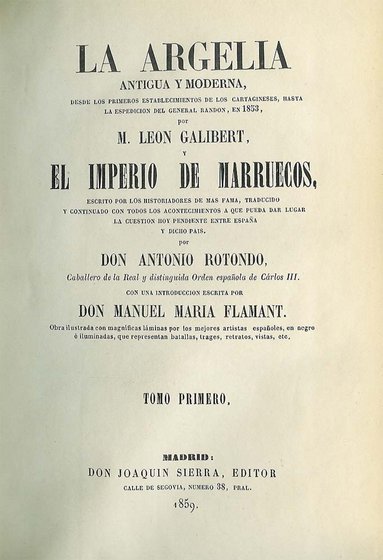 LA ARGELIA
ANTIGUA Y MODERNA,
DESDE LOS PRIMEROS ESTABLECIMIENTOS DE LOS CARTAGINESES, HASTA
LA ESPEDICION DEL GENERAL RANDON, EN 1853,
por
M. LEON GALIBERT,
Y
EL IMPERIO DE MARRUECOS,
ESCRITO POR LOS HISTORIADORES DE MAS FAMA, TRADUCIDO
Y CONTINUADO CON TODOS LOS ACONTECIMIENTOS A QUE PUEDA DAR LUGAR
LA CUESTION HOY PENDIENTE ENTRE ESPAÑA
Y DICHO PAIS.
por
DON ANTONIO ROTONDO,
Caballero de la Real y distinguida Orden española de Cárlos III.
CON UNA INTRODUCCION ESCRITA POR
DON MANUEL MARIA FLAMANT.
Obra ilustrada con magníficas láminas por los mejores artistas españoles, en negro
é iluminadas, que representan batallas, trages, retratos, vistas, etc.
TOMO PRIMERO.
MADRID:
DON JOAQUIN SIERRA, EDITOR
CALLE DE SEGOVIA, NUMERO 38, PRAL.
1859.